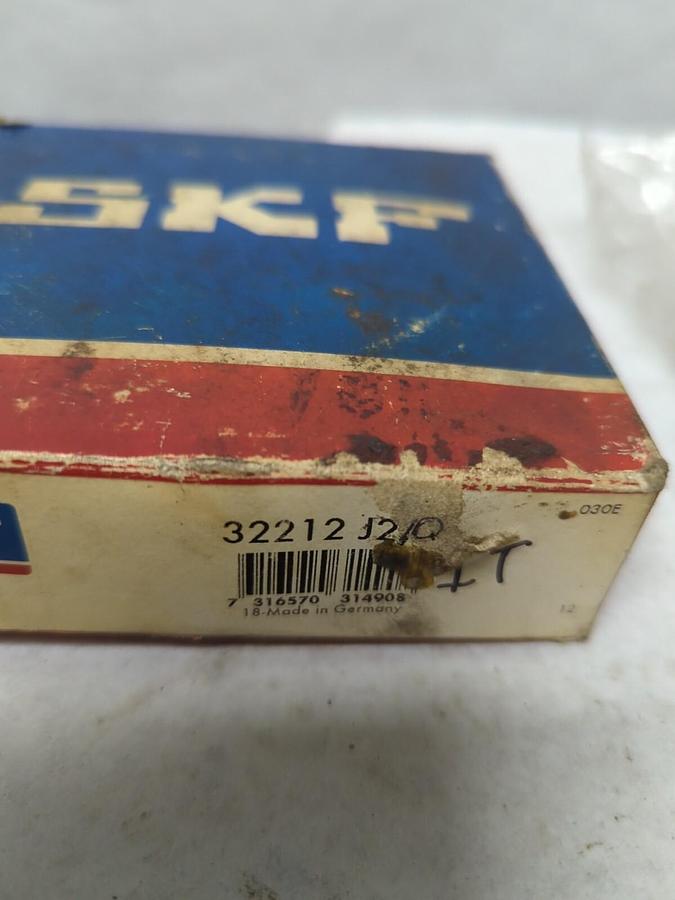 SKF
030E
32212 J2/Q
7 316570 314908
18-Made in Germany
12